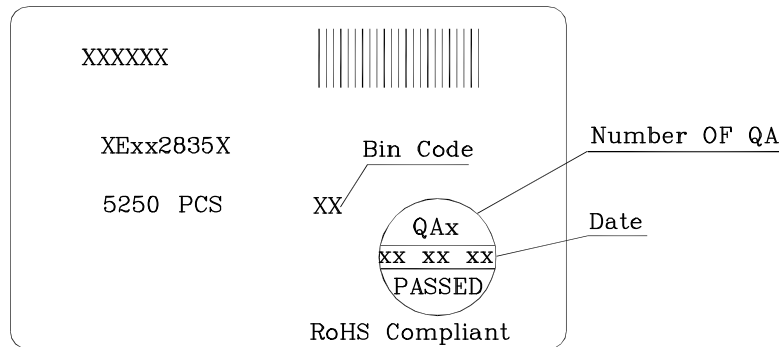 XXXXXX
XExx2835X
Bin Code
Number OF QA
5250 PCS
XX
QAx
Date
xx xx xx
PASSED
RoHS Compliant